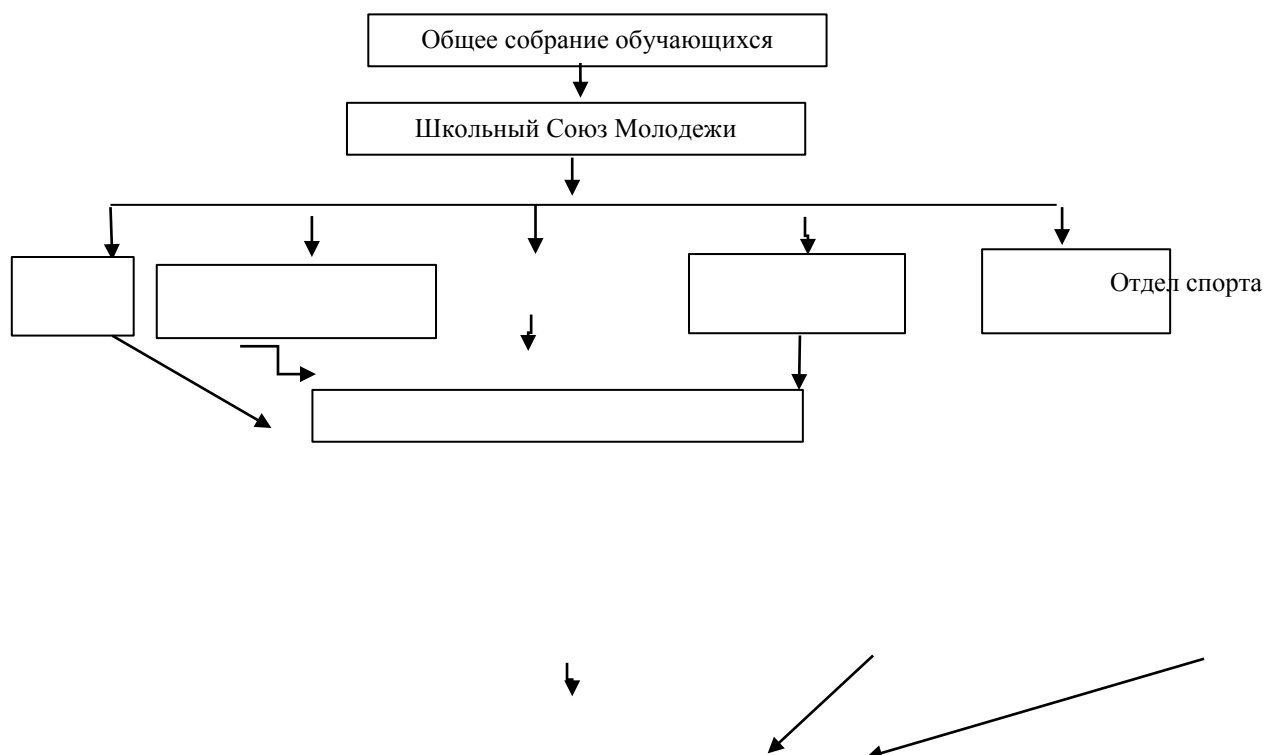 Общее собрание обучающихся
Школьный Союз Молодежи
Отдел спорта